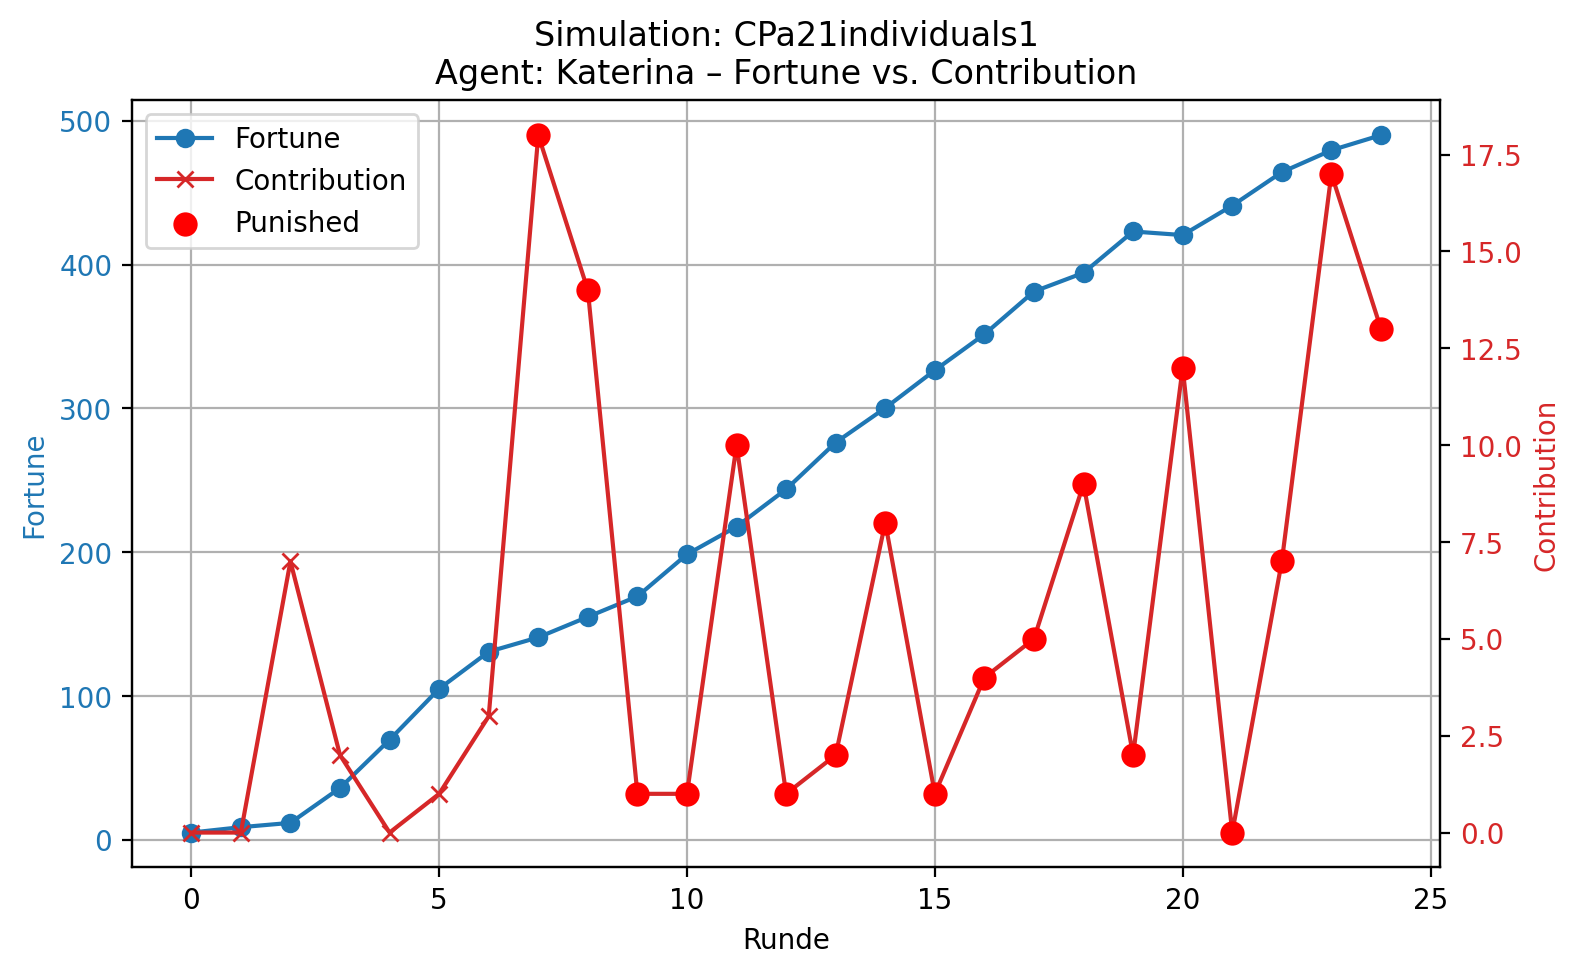 Simulation: CPa21individuals1
Agent: Katerina – Fortune vs. Contribution
Fortune
Contribution
Punished
500
400
300
200
100
0
Fortune
17.5
15.0
12.5
10.0
7.5
5.0
2.5
0.0
Contribution
0 5 10 15 20 25
Runde